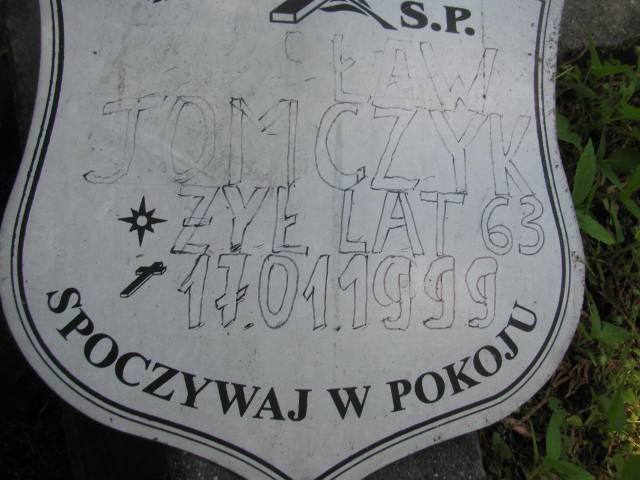 S.P.
ŁAW
TOMCZYK
ŻYŁ LAT 63
17.01.1999
SPOCZYWAJ W POKOJU